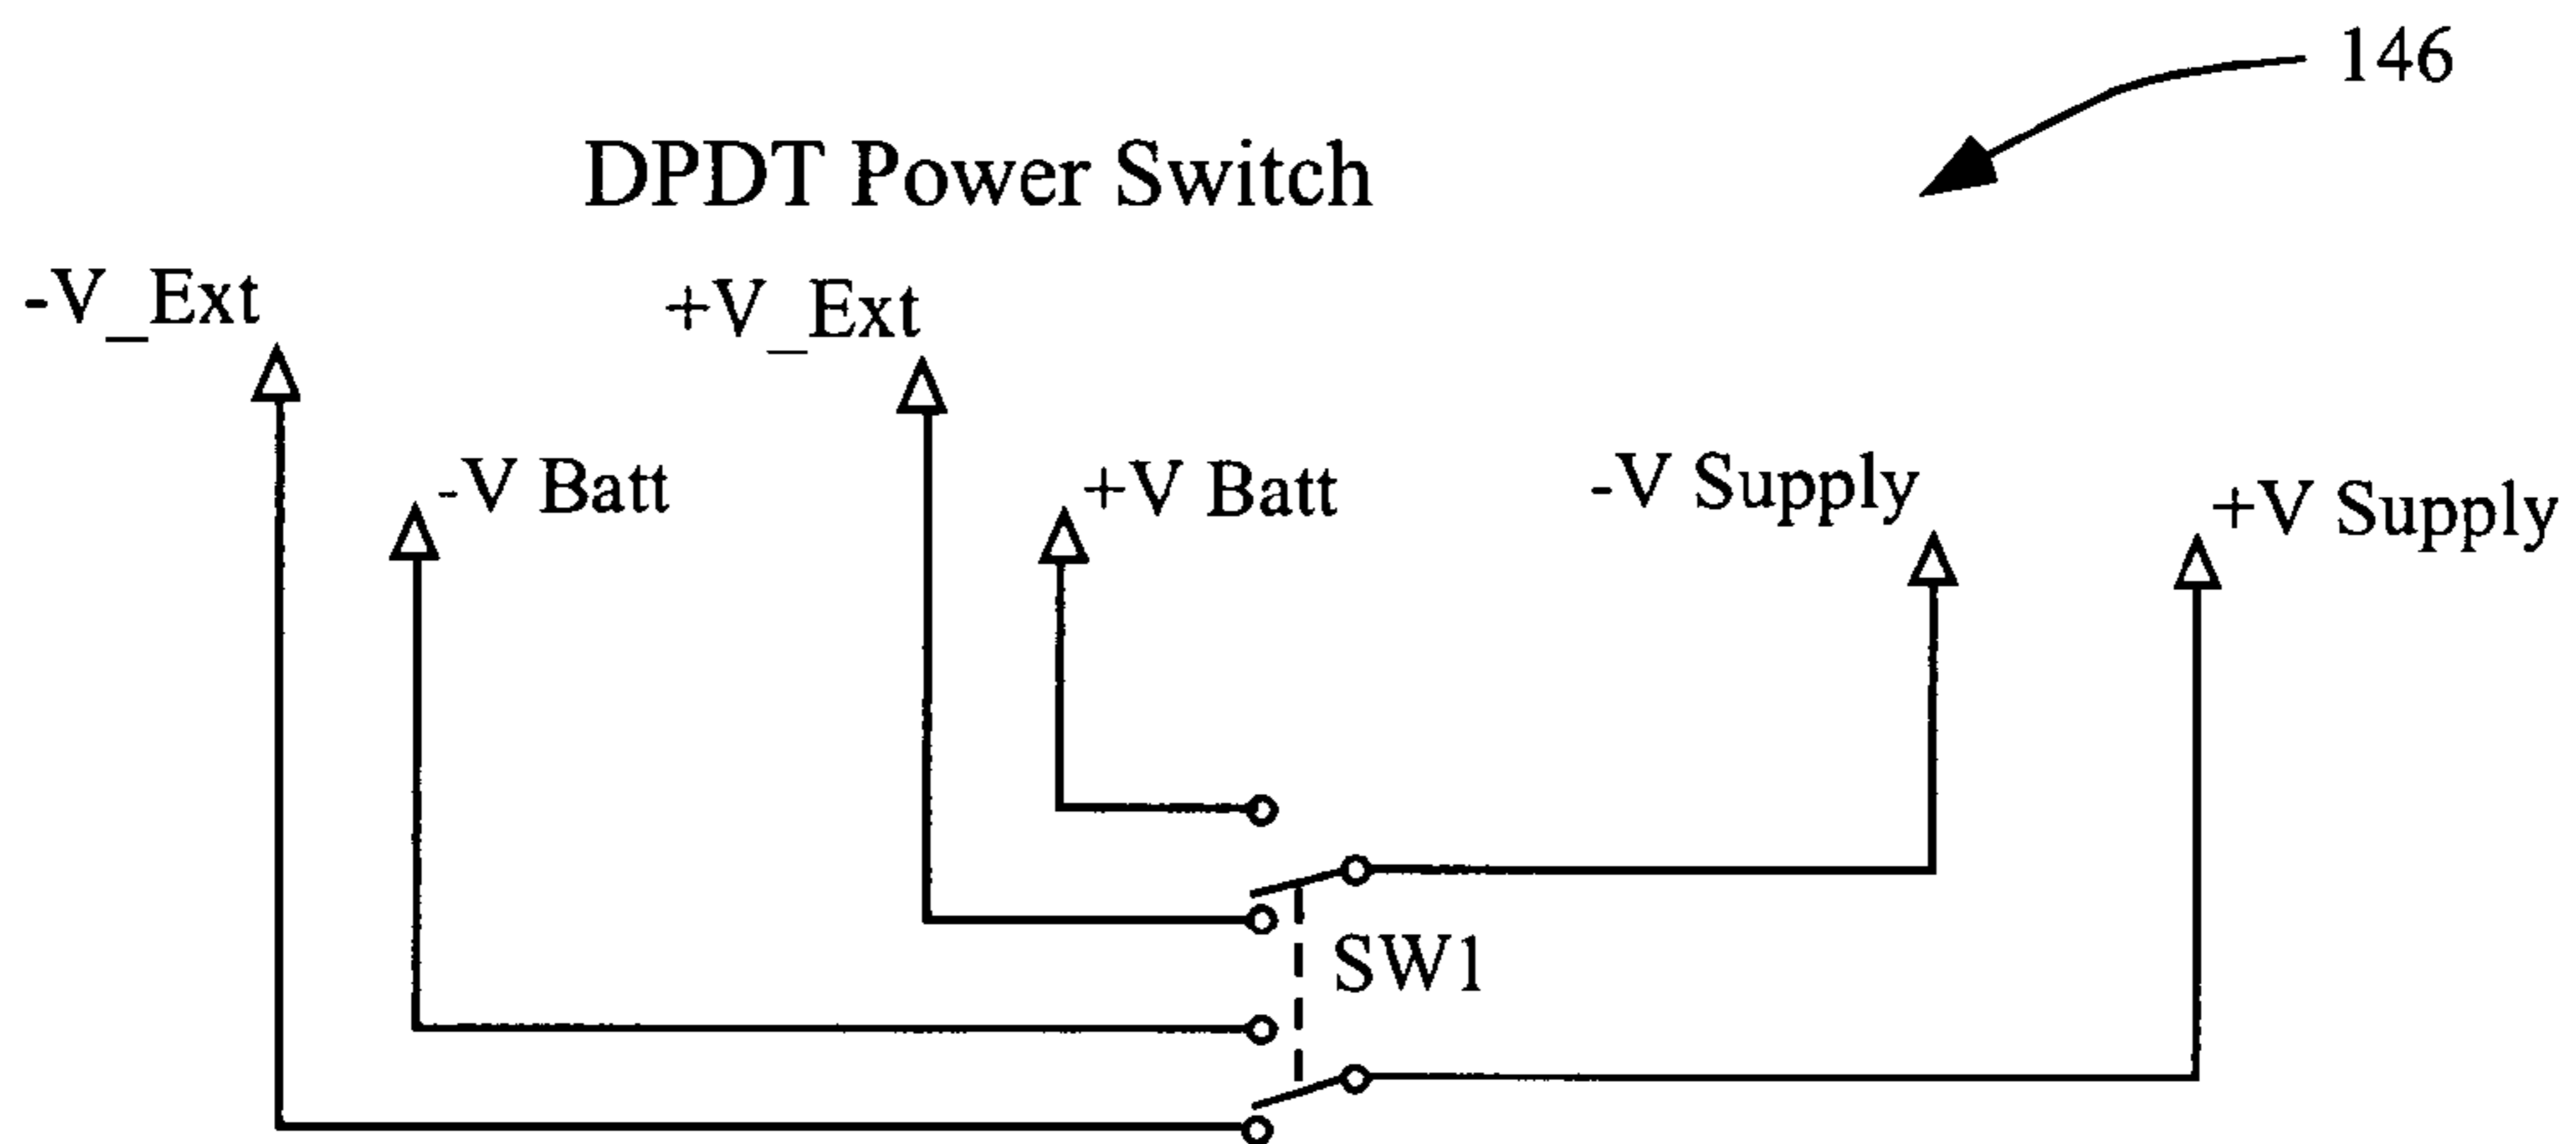 146
DPDT Power Switch
-V_Ext
+V_Ext
-V Batt
+V Batt
-V Supply
+V Supply
SW1